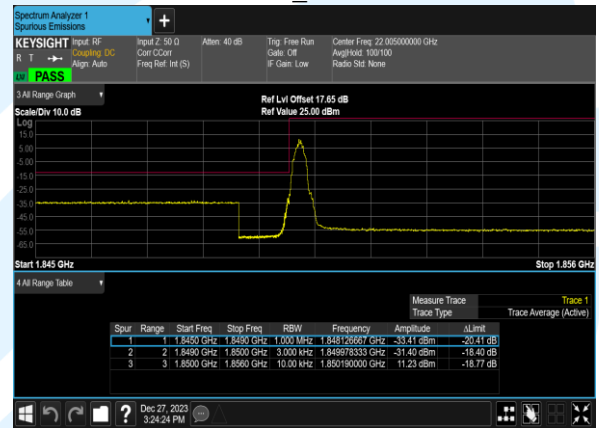 Spectrum Analyzer 1
Spurious Emissions
KEYSIGHT Input: RF Input Z: 50 Ω Atten: 40 dB Trig: Free Run Center Freq: 22.005000000 GHz
R T Coupling: DC Corr CCorr Gate: Off Avg|Hold: 100/100
Align: Auto Freq Ref: Int (S) IF Gain: Low Radio Std: None
LV PASS
3 All Range Graph
Ref Lvl Offset 17.65 dB
Scale/Div 10.0 dB Ref Value 25.00 dBm
Log
15.0
5.00
-5.00
-15.0
-25.0
-35.0
-45.0
-55.0
-65.0
Start 1.845 GHz Stop 1.856 GHz
4 All Range Table
Measure Trace Trace 1
Trace Type Trace Average (Active)
Spur Range Start Freq Stop Freq RBW Frequency Amplitude ΔLimit
1 1 1.8450 GHz 1.8490 GHz 1.000 MHz 1.848126667 GHz -33.41 dBm -20.41 dB
2 2 1.8490 GHz 1.8500 GHz 3.000 kHz 1.849978333 GHz -31.40 dBm -18.40 dB
3 3 1.8500 GHz 1.8560 GHz 10.00 kHz 1.850190000 GHz 11.23 dBm -18.77 dB
Dec 27, 2023
3:24:24 PM